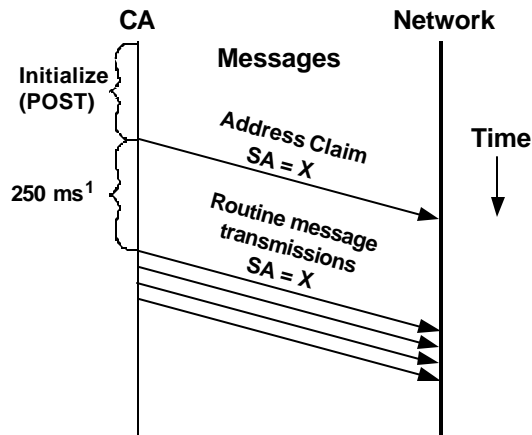 CA
Network
Messages
Initialize
(POST)
Address Claim
SA = X
Time
250 ms¹
Routine message
transmissions
SA = X